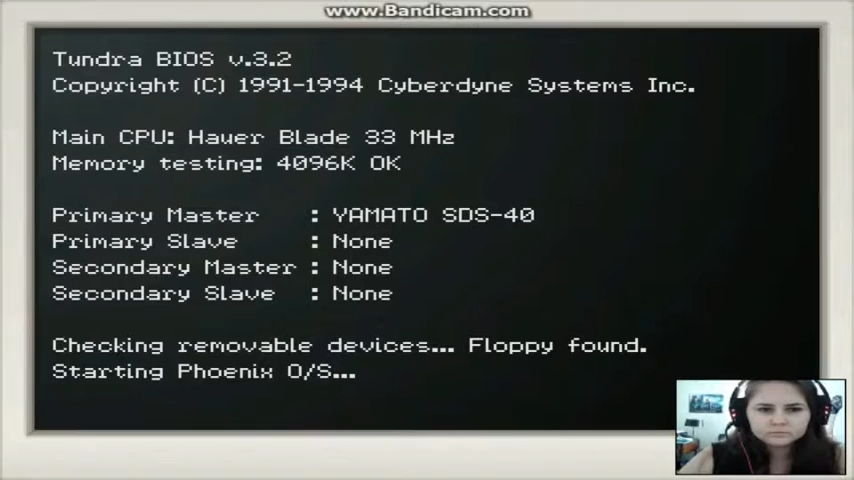 www.Bandicam.com
Tundra BIOS v.3.2
Copyright (C) 1991-1994 Cyberdyne Systems Inc.
Main CPU: Hauer Blade 33 MHz
Memory testing: 4096K OK
Primary Master : YAMATO SDS-40
Primary Slave : None
Secondary Master : None
Secondary Slave : None
Checking removable devices... Floppy found.
Starting Phoenix O/S...